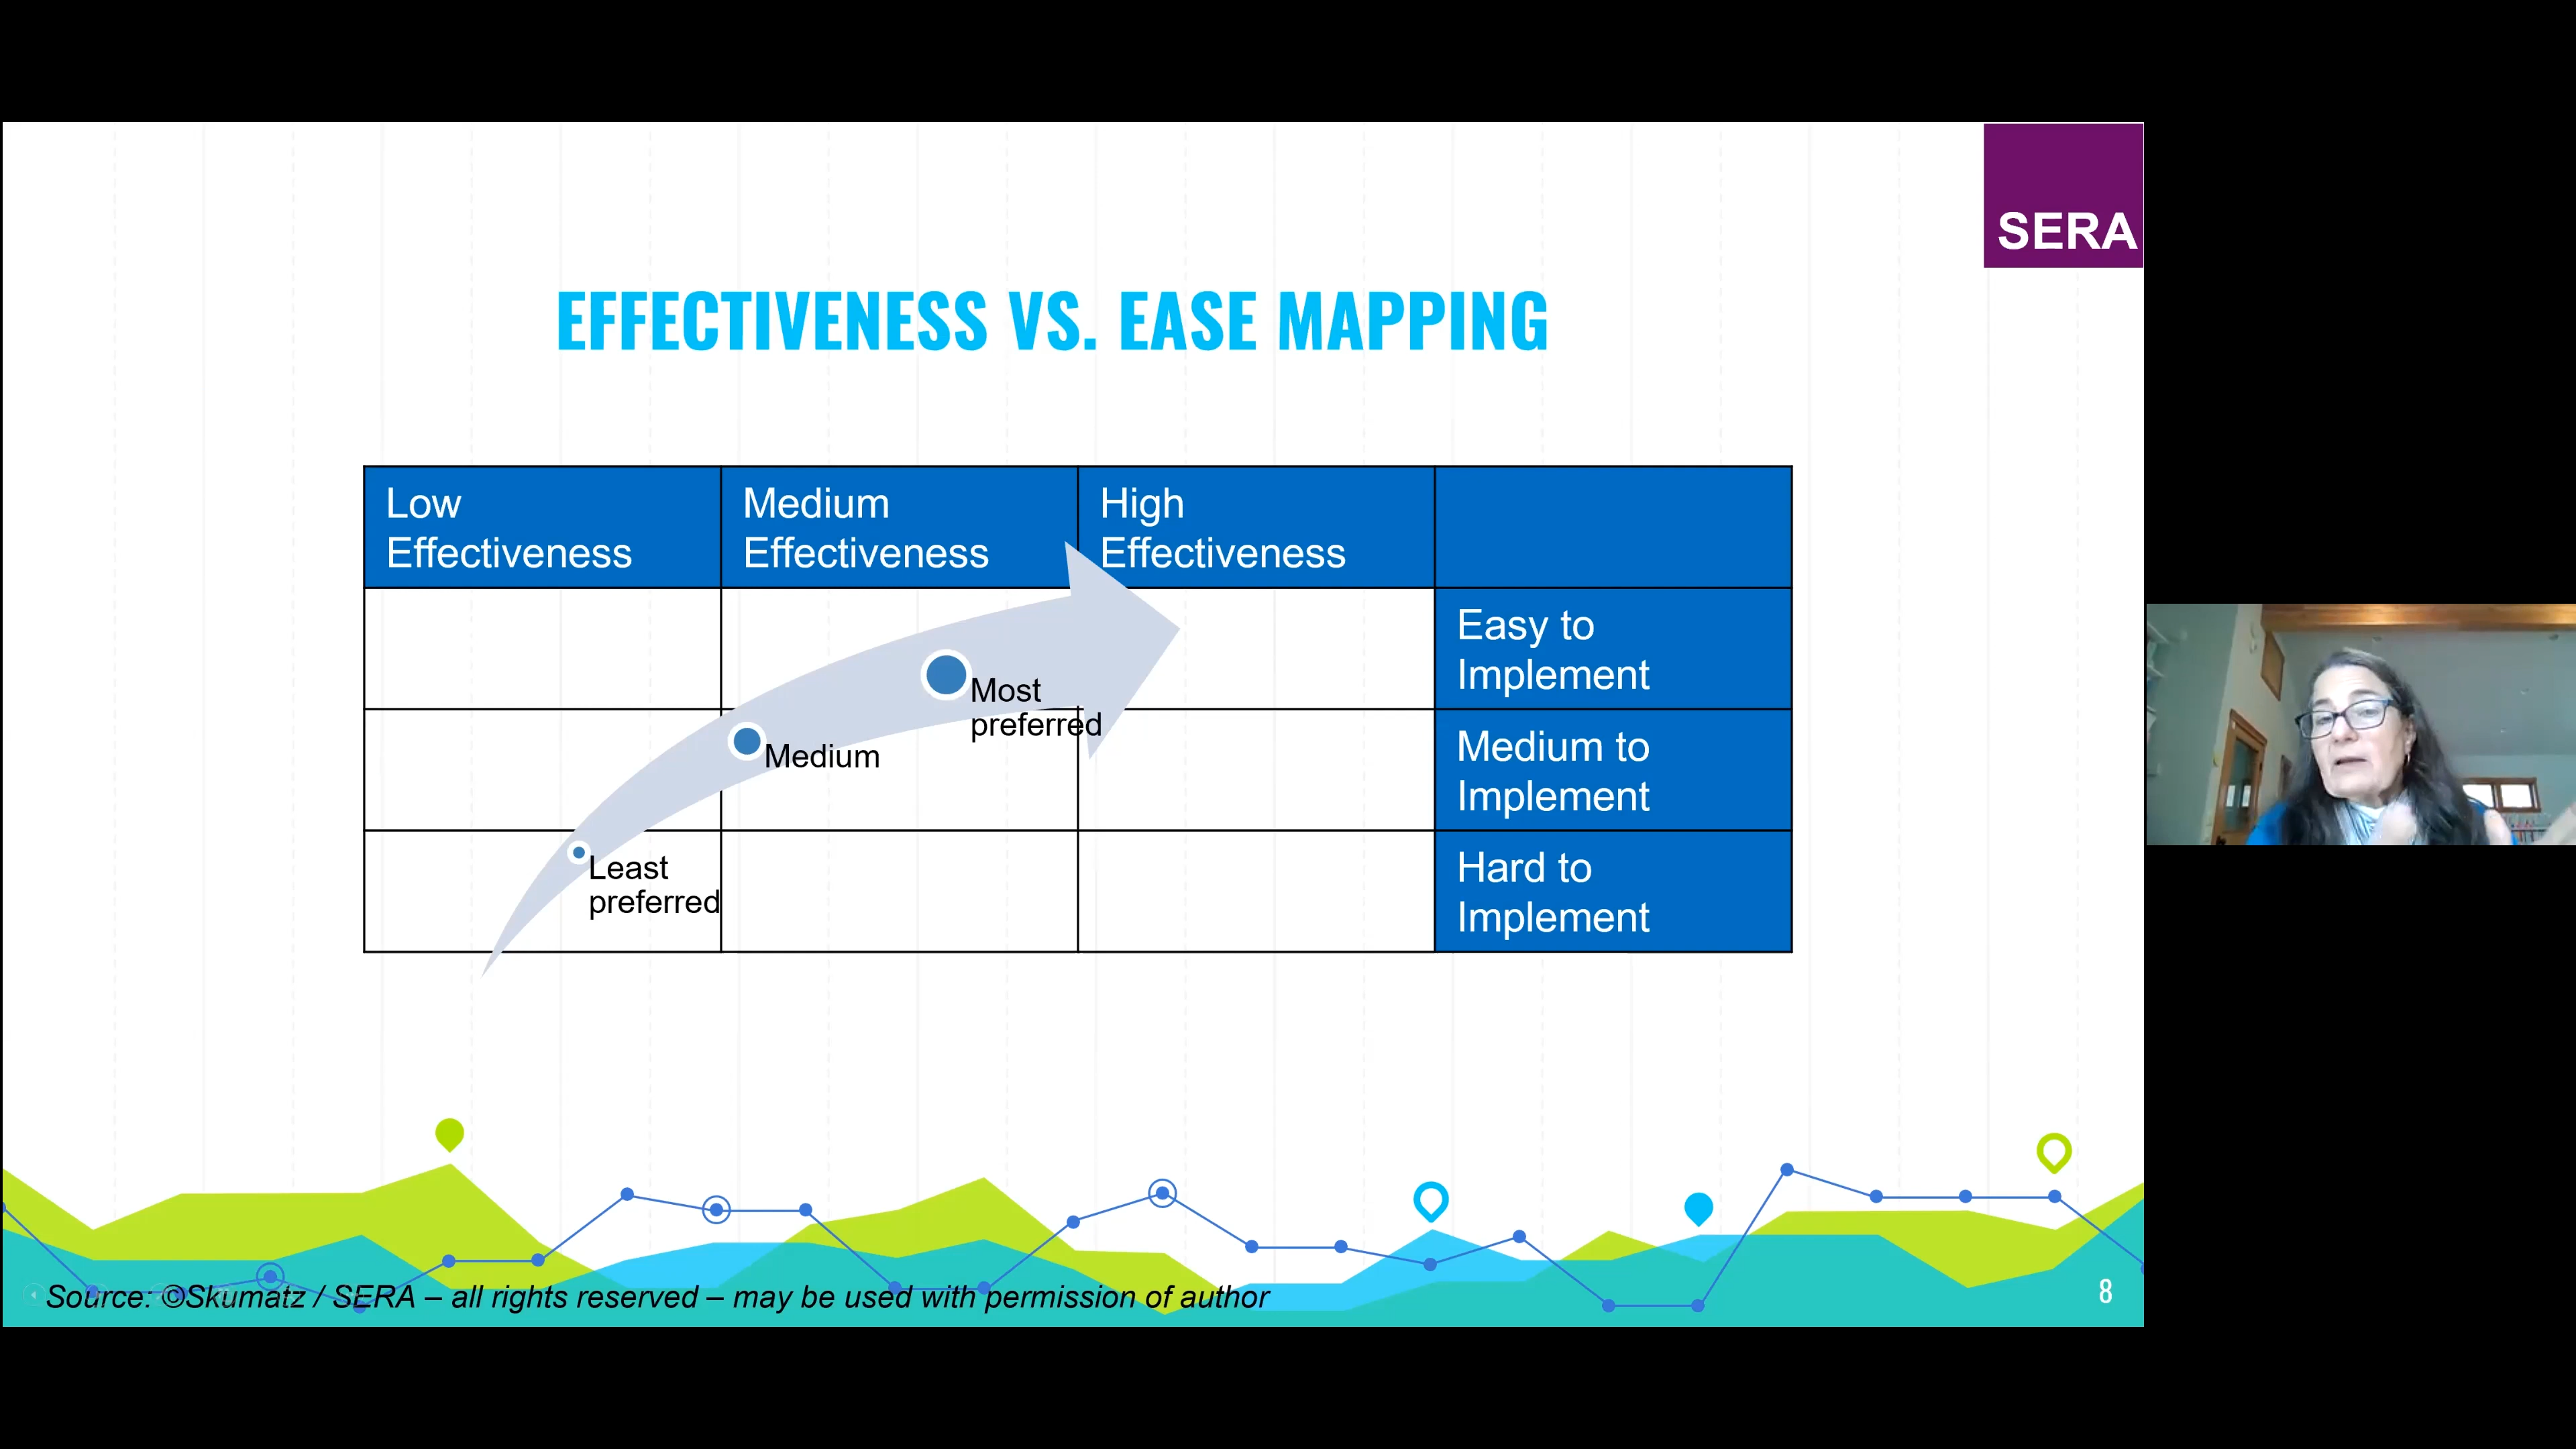 SERA
EFFECTIVENESS VS. EASE MAPPING
Low
Effectiveness
Medium
Effectiveness
High
Effectiveness
Easy to
Implement
Most
preferred
Medium to
Implement
Medium
Hard to
Implement
Least
preferred
Source: ©Skumatz / SERA – all rights reserved – may be used with permission of author
8